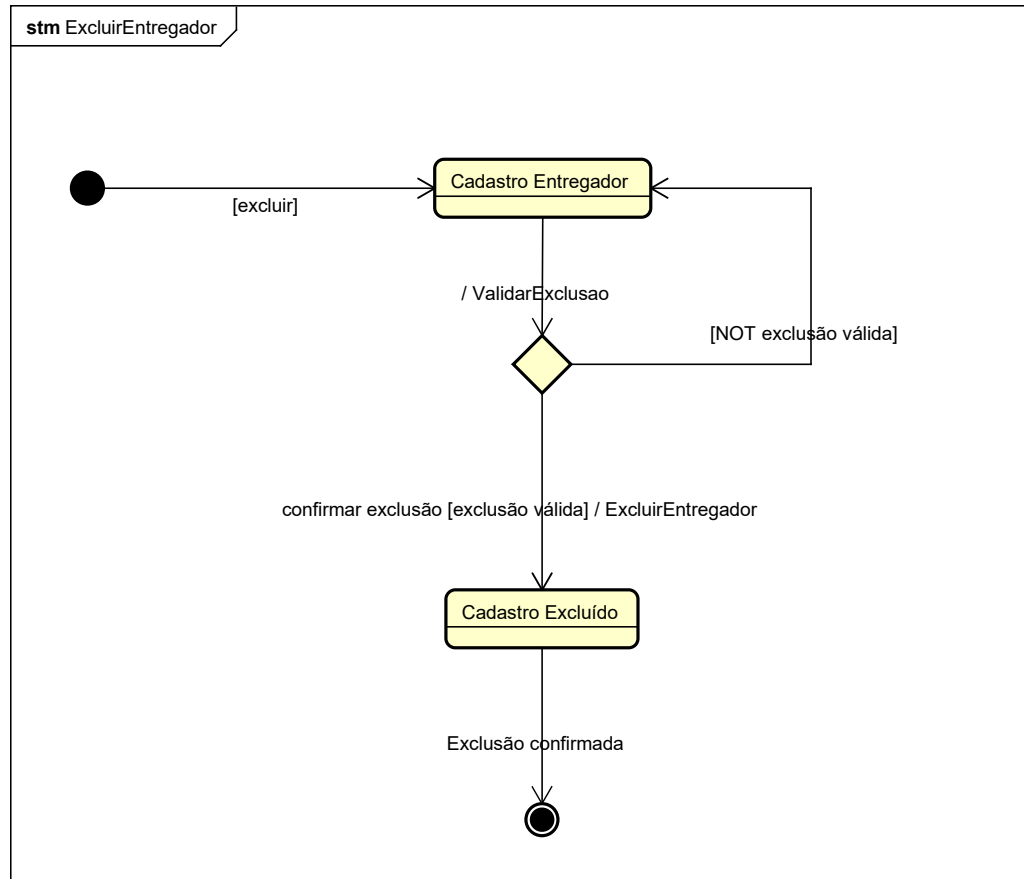 stm ExcluirEntregador
Cadastro Entregador
[excluir]
/ ValidarExclusao
[NOT exclusão válida]
confirmar exclusão [exclusão válida] / ExcluirEntregador
Cadastro Excluído
Exclusão confirmada